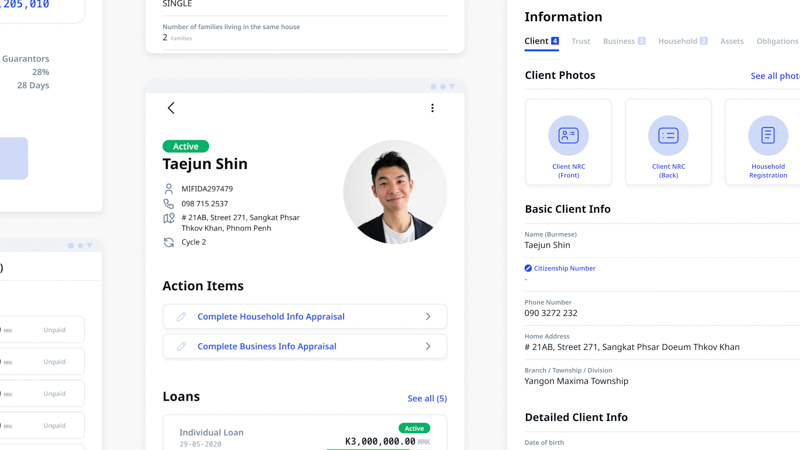 ,205,010
Guarantors
28%
28 Days
)
MMK Unpaid
MMK Unpaid
MMK Unpaid
MMK Unpaid
SINGLE
Number of families living in the same house
2 Families
Active
Taejun Shin
MIFIDA297479
098 715 2537
# 21AB, Street 271, Sangkat Phsar
Thkov Khan, Phnom Penh
Cycle 2
Action Items
Complete Household Info Appraisal
Complete Business Info Appraisal
Loans
See all (5)
Individual Loan
29-05-2020
Active
K3,000,000.00 MMK
Information
Client 4 Trust Business 3 Household 2 Assets Obligations
Client Photos
See all phot
Client NRC
(Front)
Client NRC
(Back)
Household
Registration
Basic Client Info
Name (Burmese)
Taejun Shin
Citizenship Number
-
Phone Number
090 3272 232
Home Address
# 21AB, Street 271, Sangkat Phsar Doeum Thkov Khan
Branch / Township / Division
Yangon Maxima Township
Detailed Client Info
Date of birth